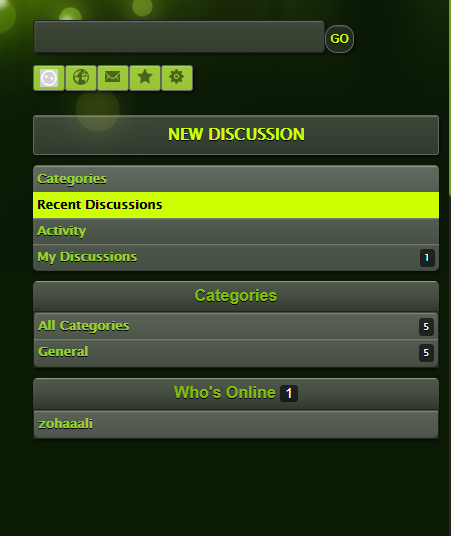 GO
NEW DISCUSSION
Categories
Recent Discussions
Activity
My Discussions 1
Categories
All Categories 5
General 5
Who's Online 1
zohaaali